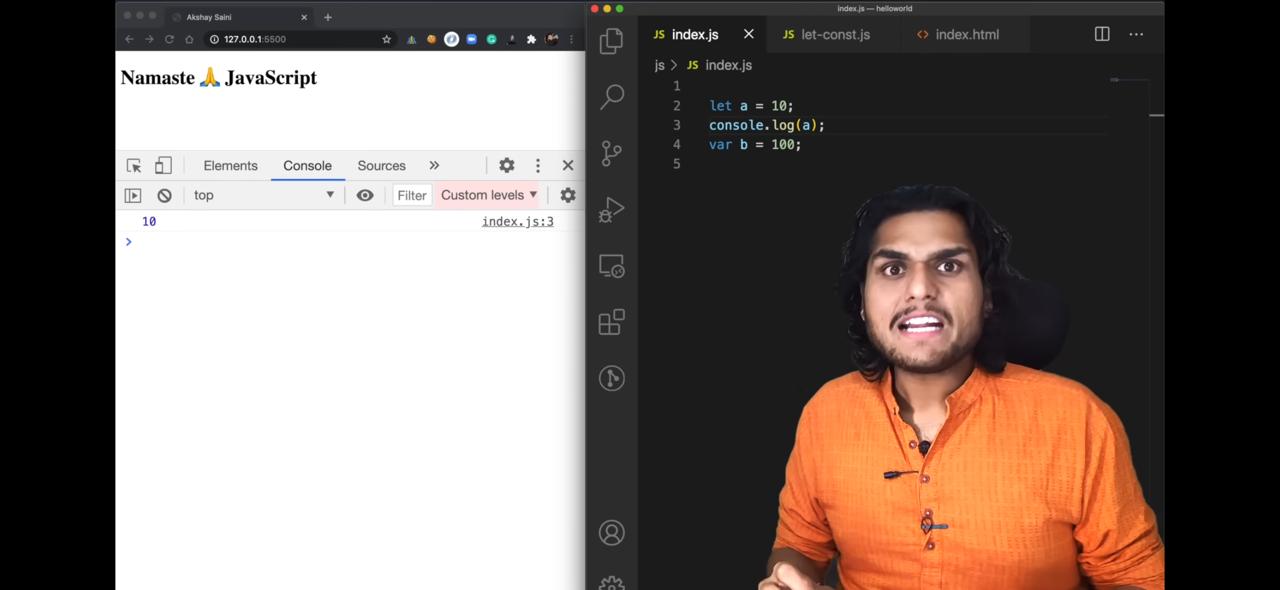 Akshay Saini
127.0.0.1:5500
Namaste 🙏 JavaScript
Elements Console Sources
top Filter Custom levels
10 index.js:3
index.js — helloworld
JS index.js JS let-const.js <> index.html
js > JS index.js
1
2 let a = 10;
3 console.log(a);
4 var b = 100;
5